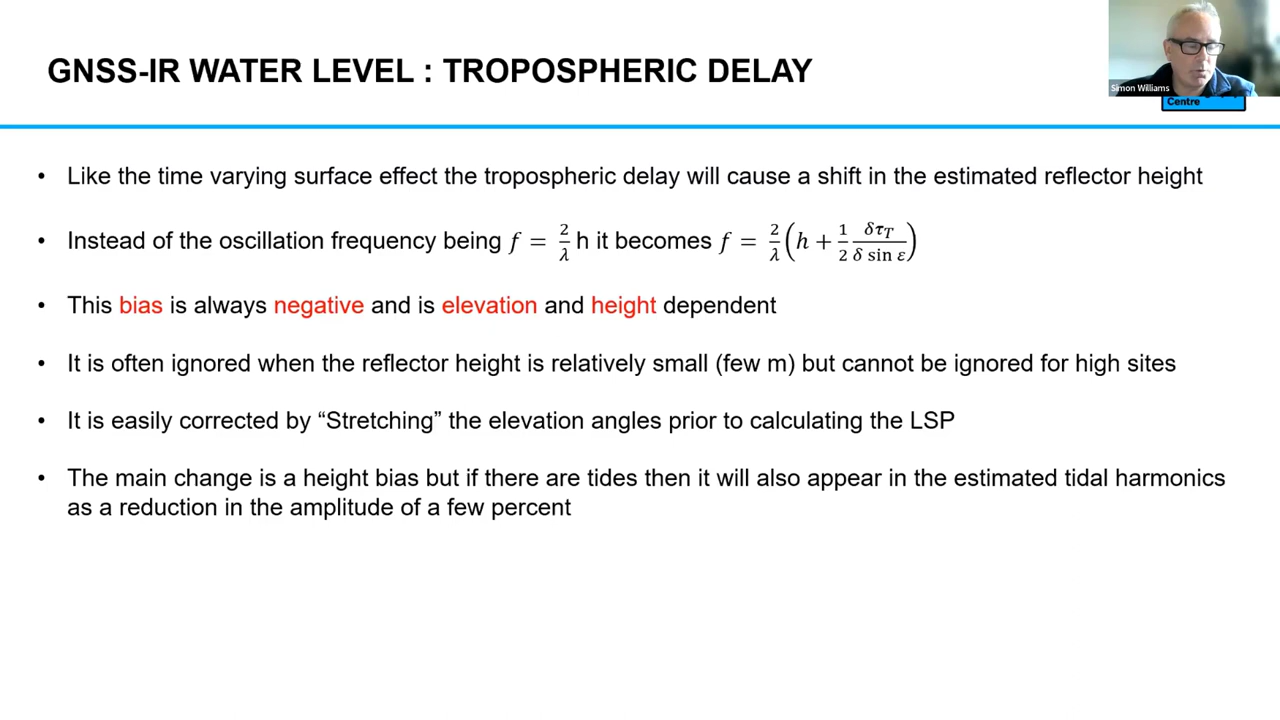 GNSS-IR WATER LEVEL : TROPOSPHERIC DELAY
Simon Williams
Centre
• Like the time varying surface effect the tropospheric delay will cause a shift in the estimated reflector height
• Instead of the oscillation frequency being f = 2/λ h it becomes f = 2/λ (h + 1/2 δτ_T/δ sin ε)
• This bias is always negative and is elevation and height dependent
• It is often ignored when the reflector height is relatively small (few m) but cannot be ignored for high sites
• It is easily corrected by “Stretching” the elevation angles prior to calculating the LSP
• The main change is a height bias but if there are tides then it will also appear in the estimated tidal harmonics
as a reduction in the amplitude of a few percent